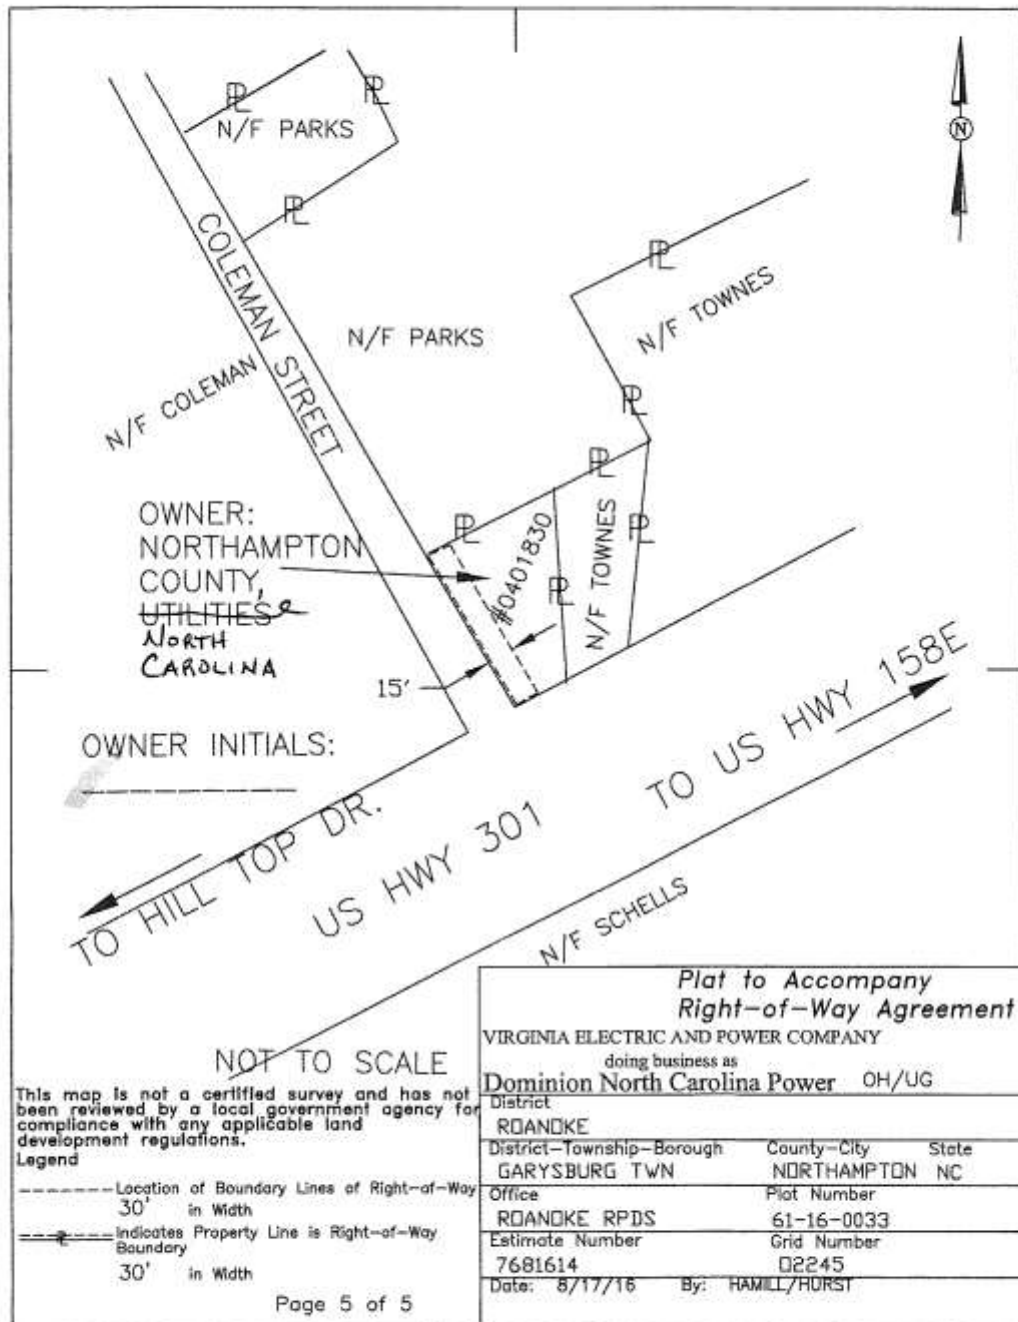 N/F PARKS
COLEMAN STREET
N/F PARKS
N/F TOWNES
N/F COLEMAN
OWNER:
NORTHAMPTON
COUNTY,
UTILITIES
NORTH
CAROLINA
#0401830
N/F TOWNES
15'
OWNER INITIALS:
TO HILL TOP DR.
US HWY 301
TO US HWY 158E
N/F SCHELLS
N
NOT TO SCALE
This map is not a certified survey and has not
been reviewed by a local government agency for
compliance with any applicable land
development regulations.
Legend
Location of Boundary Lines of Right-of-Way
30' in Width
Indicates Property Line is Right-of-Way
Boundary
30' in Width
Page 5 of 5
Plat to Accompany
Right-of-Way Agreement
VIRGINIA ELECTRIC AND POWER COMPANY
doing business as
Dominion North Carolina Power OH/UG
District
ROANOKE
District-Township-Borough County-City State
GARYSBURG TWN NORTHAMPTON NC
Office Plat Number
ROANOKE RPDS 61-16-0033
Estimate Number Grid Number
7681614 O2245
Date: 8/17/16 By: HAMILL/HURST